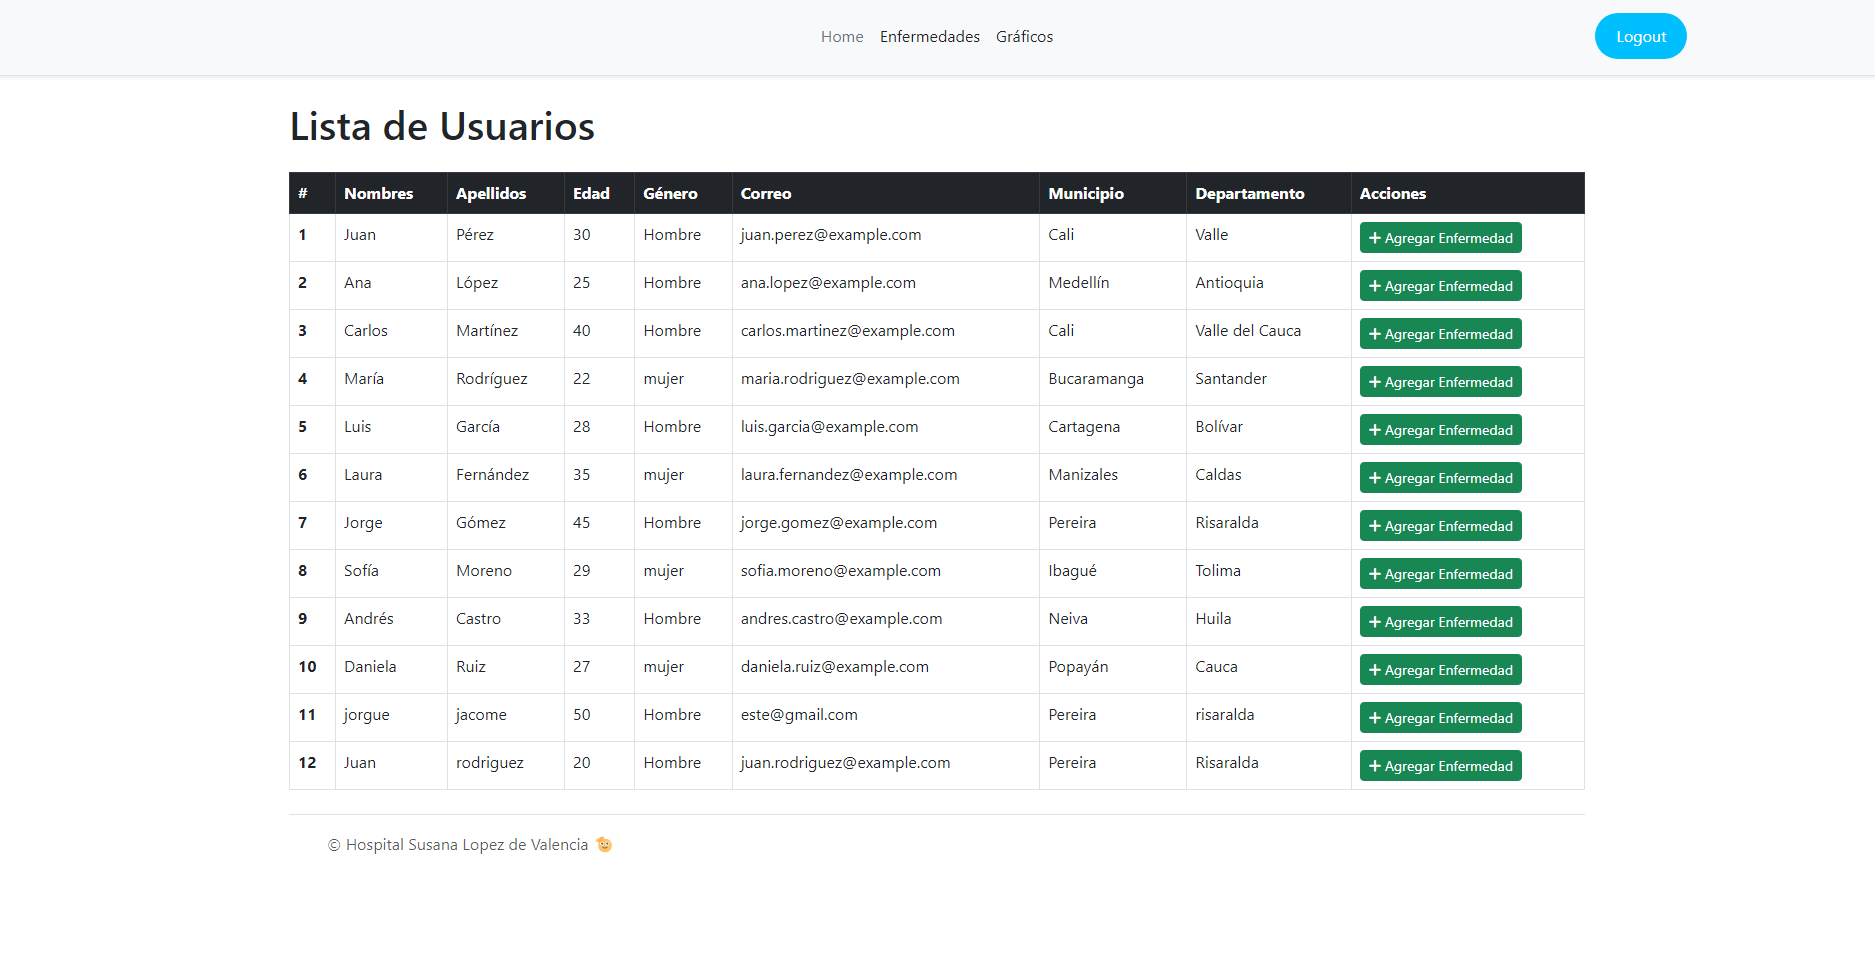 Home Enfermedades Gráficos Logout
Lista de Usuarios
# Nombres Apellidos Edad Género Correo Municipio Departamento Acciones
1 Juan Pérez 30 Hombre juan.perez@example.com Cali Valle + Agregar Enfermedad
2 Ana López 25 Hombre ana.lopez@example.com Medellín Antioquia + Agregar Enfermedad
3 Carlos Martínez 40 Hombre carlos.martinez@example.com Cali Valle del Cauca + Agregar Enfermedad
4 María Rodríguez 22 mujer maria.rodriguez@example.com Bucaramanga Santander + Agregar Enfermedad
5 Luis García 28 Hombre luis.garcia@example.com Cartagena Bolívar + Agregar Enfermedad
6 Laura Fernández 35 mujer laura.fernandez@example.com Manizales Caldas + Agregar Enfermedad
7 Jorge Gómez 45 Hombre jorge.gomez@example.com Pereira Risaralda + Agregar Enfermedad
8 Sofía Moreno 29 mujer sofia.moreno@example.com Ibagué Tolima + Agregar Enfermedad
9 Andrés Castro 33 Hombre andres.castro@example.com Neiva Huila + Agregar Enfermedad
10 Daniela Ruiz 27 mujer daniela.ruiz@example.com Popayán Cauca + Agregar Enfermedad
11 jorgue jacome 50 Hombre este@gmail.com Pereira risaralda + Agregar Enfermedad
12 Juan rodriguez 20 Hombre juan.rodriguez@example.com Pereira Risaralda + Agregar Enfermedad
© Hospital Susana Lopez de Valencia